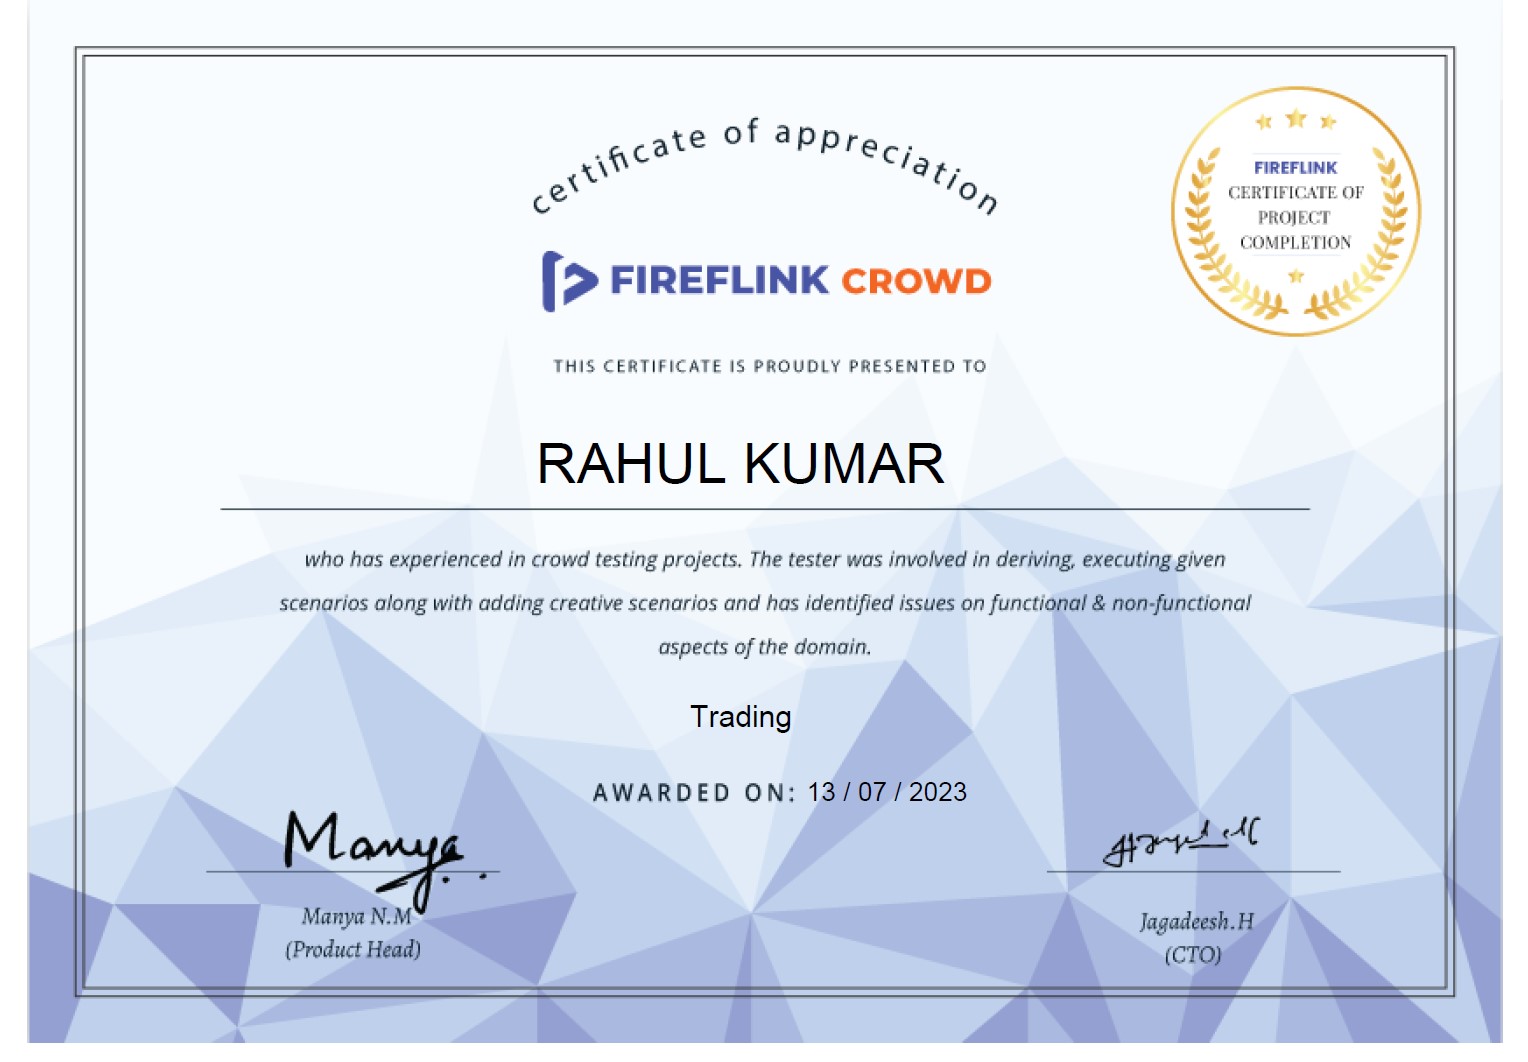 certificate of appreciation
FIREFLINK
CERTIFICATE OF
PROJECT
COMPLETION
FIREFLINK CROWD
THIS CERTIFICATE IS PROUDLY PRESENTED TO
RAHUL KUMAR
who has experienced in crowd testing projects. The tester was involved in deriving, executing given
scenarios along with adding creative scenarios and has identified issues on functional & non-functional
aspects of the domain.
Trading
AWARDED ON: 13 / 07 / 2023
Manya
Manya N.M
(Product Head)
Jagadeesh.H
(CTO)